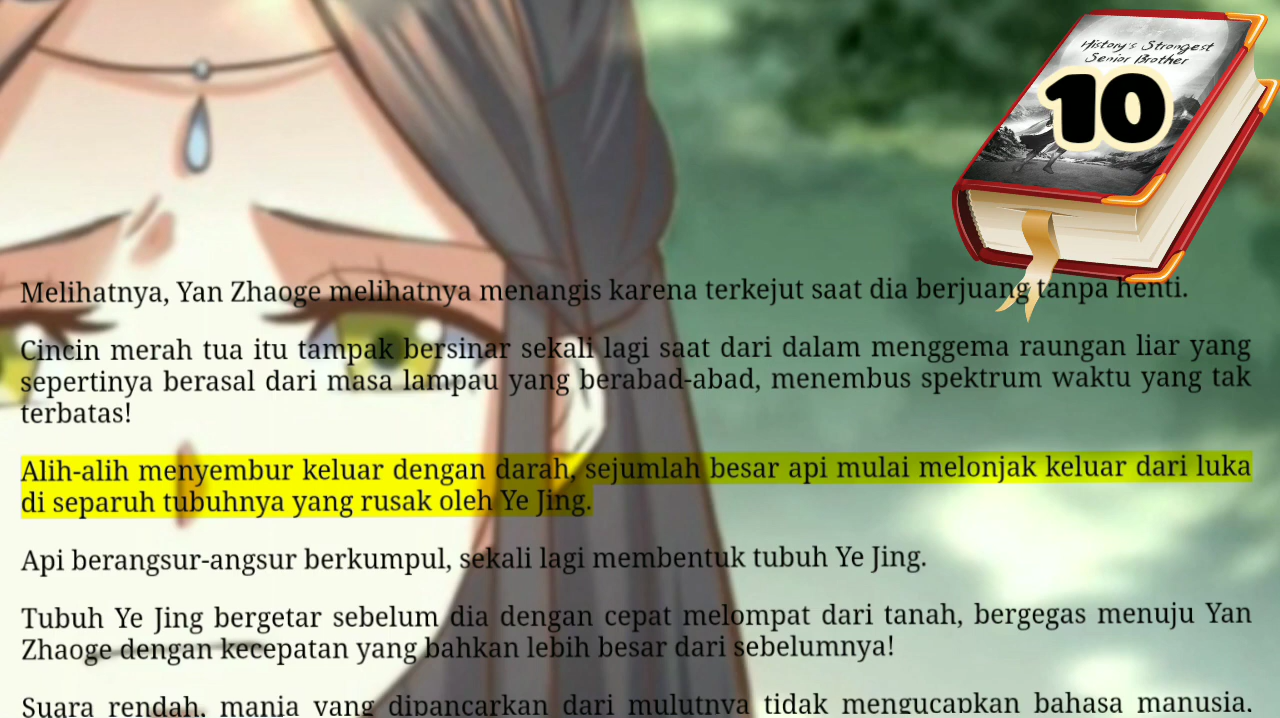 History's Strongest
Senior Brother
10
Melihatnya, Yan Zhaoge melihatnya menangis karena terkejut saat dia berjuang tanpa henti.
Cincin merah tua itu tampak bersinar sekali lagi saat dari dalam menggema raungan liar yang
sepertinya berasal dari masa lampau yang berabad-abad, menembus spektrum waktu yang tak
terbatas!
Alih-alih menyembur keluar dengan darah, sejumlah besar api mulai melonjak keluar dari luka
di separuh tubuhnya yang rusak oleh Ye Jing.
Api berangsur-angsur berkumpul, sekali lagi membentuk tubuh Ye Jing.
Tubuh Ye Jing bergetar sebelum dia dengan cepat melompat dari tanah, bergegas menuju Yan
Zhaoge dengan kecepatan yang bahkan lebih besar dari sebelumnya!
Suara rendah, mania yang dipancarkan dari mulutnya tidak mengucapkan bahasa manusia.